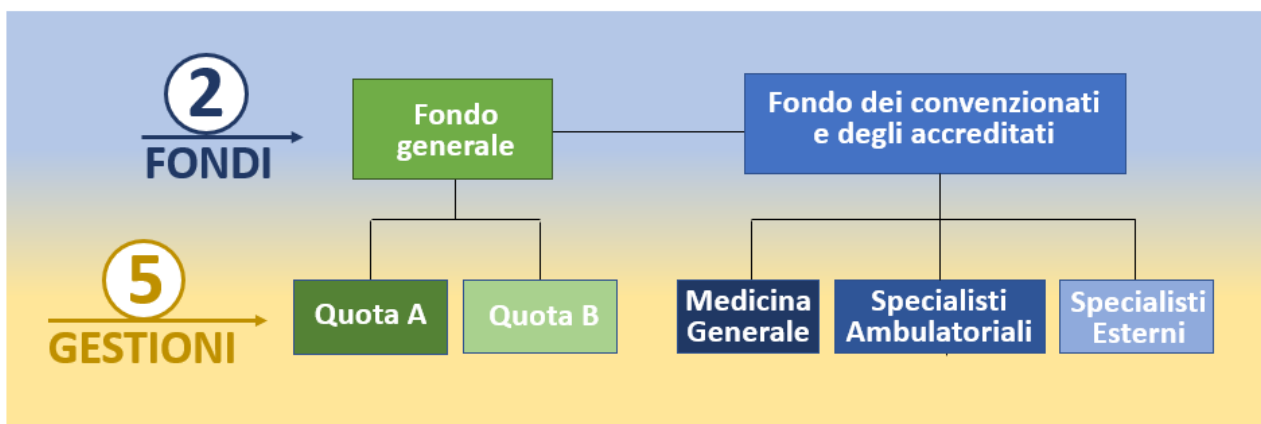 2
FONDI
Fondo
generale
Fondo dei convenzionati
e degli accreditati
5
GESTIONI
Quota A
Quota B
Medicina
Generale
Specialisti
Ambulatoriali
Specialisti
Esterni